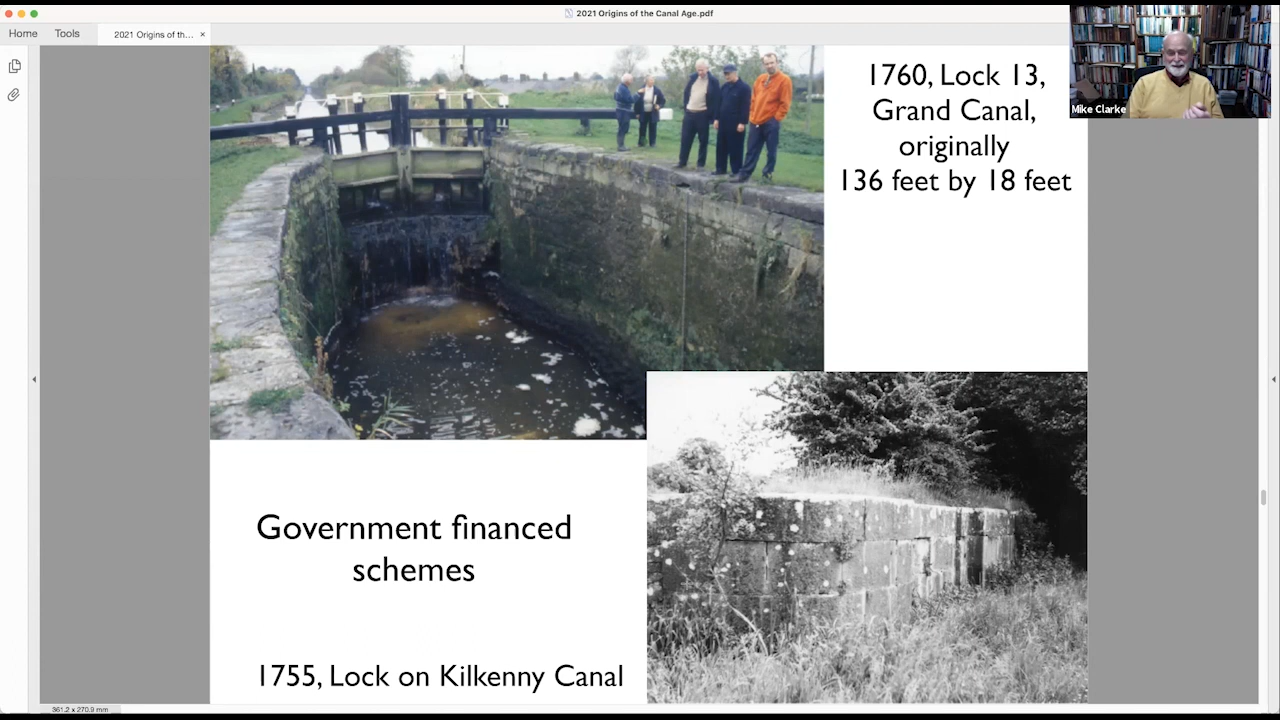 2021 Origins of the Canal Age.pdf
Home
Tools
2021 Origins of th... ×
Mike Clarke
1760, Lock 13,
Grand Canal,
originally
136 feet by 18 feet
Government financed
schemes
1755, Lock on Kilkenny Canal
361.2 x 270.9 mm